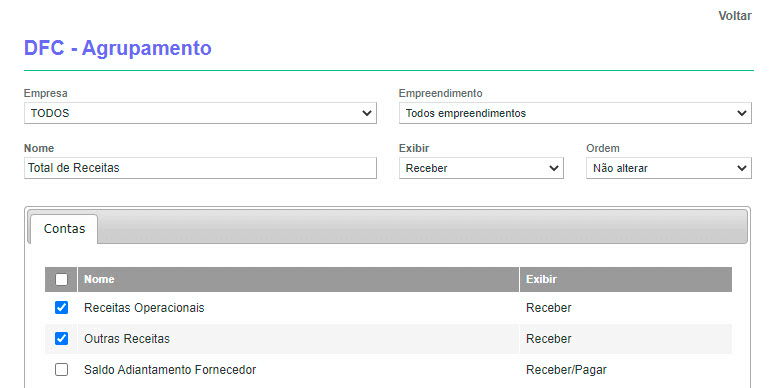 Voltar
DFC - Agrupamento
Empresa Empreendimento
TODOS Todos empreendimentos
Nome Exibir Ordem
Total de Receitas Receber Não alterar
Contas
Nome Exibir
Receitas Operacionais Receber
Outras Receitas Receber
Saldo Adiantamento Fornecedor Receber/Pagar